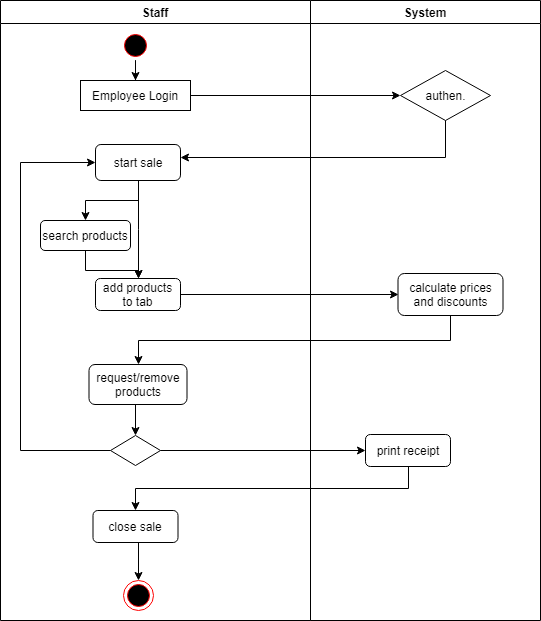 Staff
System
Employee Login
authen.
start sale
search products
add products
to tab
calculate prices
and discounts
request/remove
products
print receipt
close sale